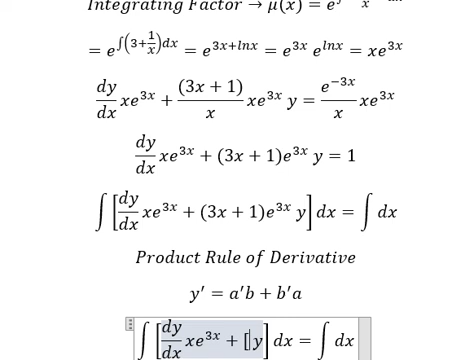 Integrating Factor → μ(x) = e^∫
= e^∫(3+1/x)dx = e^(3x+lnx) = e^(3x) e^(lnx) = xe^(3x)
dy/dx xe^(3x) + (3x + 1)/x xe^(3x) y = e^(−3x)/x xe^(3x)
dy/dx xe^(3x) + (3x + 1)e^(3x) y = 1
∫ [dy/dx xe^(3x) + (3x + 1)e^(3x) y] dx = ∫ dx
Product Rule of Derivative
y′ = a′b + b′a
∫ [dy/dx xe^(3x) + [ y] dx = ∫ dx